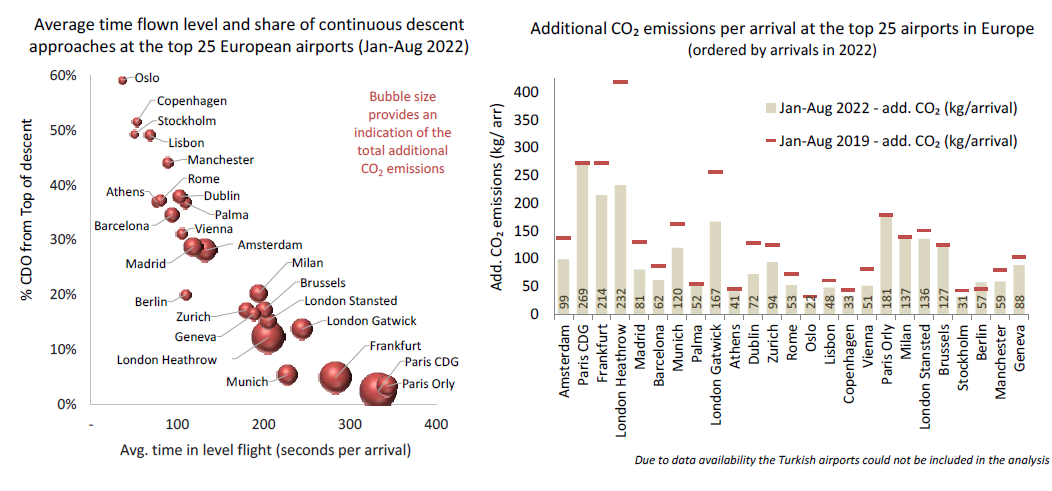 Average time flown level and share of continuous descent
approaches at the top 25 European airports (Jan-Aug 2022)
% CDO from Top of descent
60%
50%
40%
30%
20%
10%
0%
Bubble size
provides an
indication of the
total additional
CO₂ emissions
Oslo
Copenhagen
Stockholm
Lisbon
Manchester
Rome
Athens
Dublin
Palma
Barcelona
Vienna
Amsterdam
Madrid
Milan
Brussels
Berlin
London Stansted
Zurich
London Gatwick
Geneva
Frankfurt
London Heathrow
Paris CDG
Munich
Paris Orly
- 100 200 300 400
Avg. time in level flight (seconds per arrival)
Additional CO₂ emissions per arrival at the top 25 airports in Europe
(ordered by arrivals in 2022)
Add. CO₂ emissions (kg/ arr)
400
350
300
250
200
150
100
50
0
Jan-Aug 2022 - add. CO₂ (kg/arrival)
Jan-Aug 2019 - add. CO₂ (kg/arrival)
99 269 214 232 81 62 120 52 167 41 72 94 53 22 48 33 51 181 137 136 127 31 57 59 88
Amsterdam
Paris CDG
Frankfurt
London Heathrow
Madrid
Barcelona
Munich
Palma
London Gatwick
Athens
Dublin
Zurich
Rome
Oslo
Lisbon
Copenhagen
Vienna
Paris Orly
Milan
London Stansted
Brussels
Stockholm
Berlin
Manchester
Geneva
Due to data availability the Turkish airports could not be included in the analysis